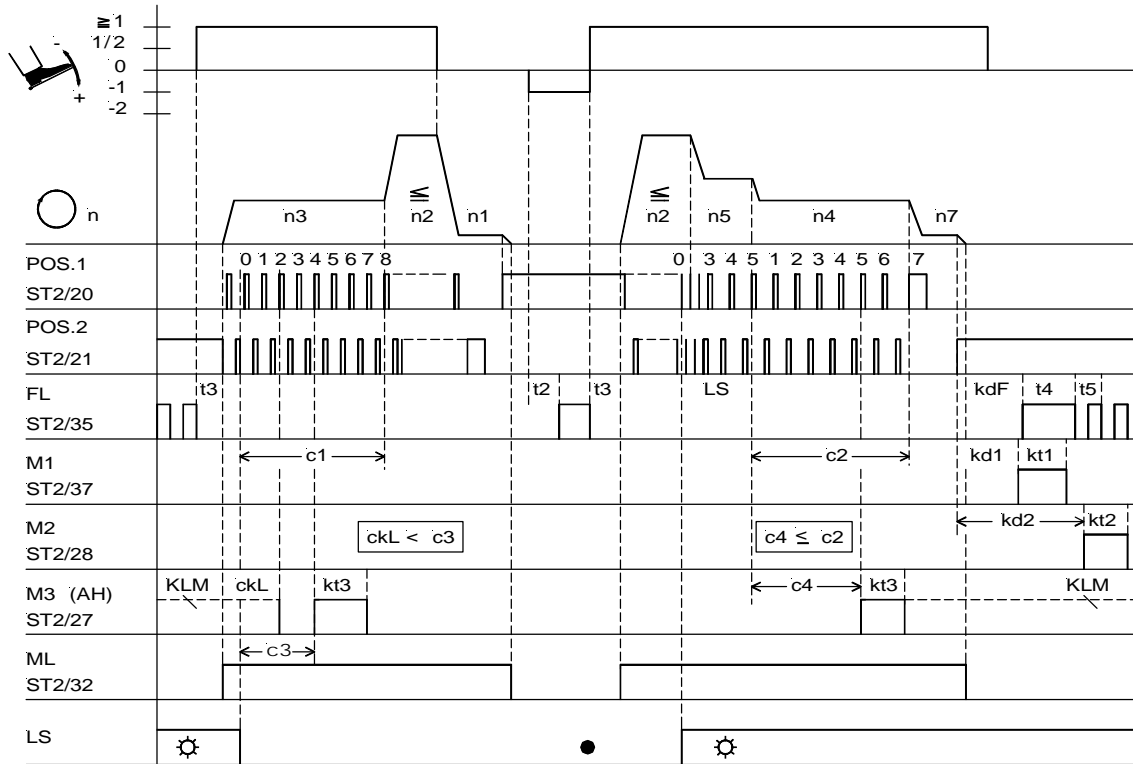 ≧1
1/2
0
-1
-2
-
+
n
n3
≦
n2
n1
≦
n2
n5
n4
n7
POS.1
ST2/20
0 1 2 3 4 5 6 7 8
0 3 4 5 1 2 3 4 5 6 7
POS.2
ST2/21
FL
ST2/35
t3
t2
t3
LS
kdF
t4
t5
M1
ST2/37
c1
c2
kd1
kt1
M2
ST2/28
ckL < c3
c4 ≤ c2
kd2
kt2
M3 (AH)
ST2/27
KLM
ckL
kt3
c4
kt3
KLM
c3
ML
ST2/32
LS